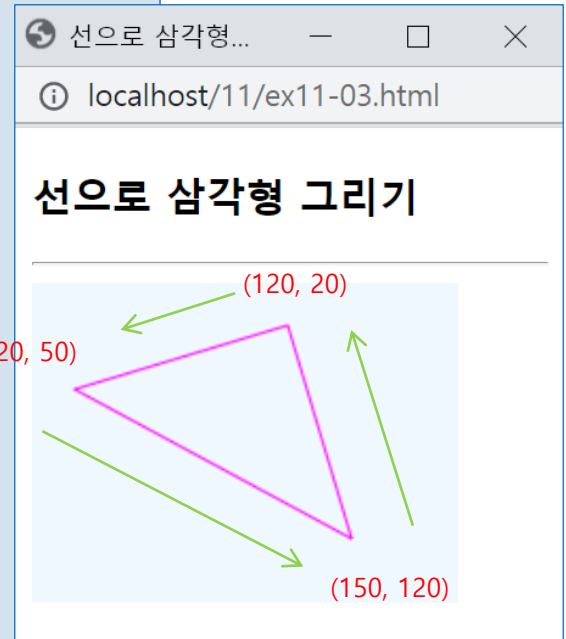 선으로 삼각형...
localhost/11/ex11-03.html
선으로 삼각형 그리기
(120, 20)
20, 50)
(150, 120)